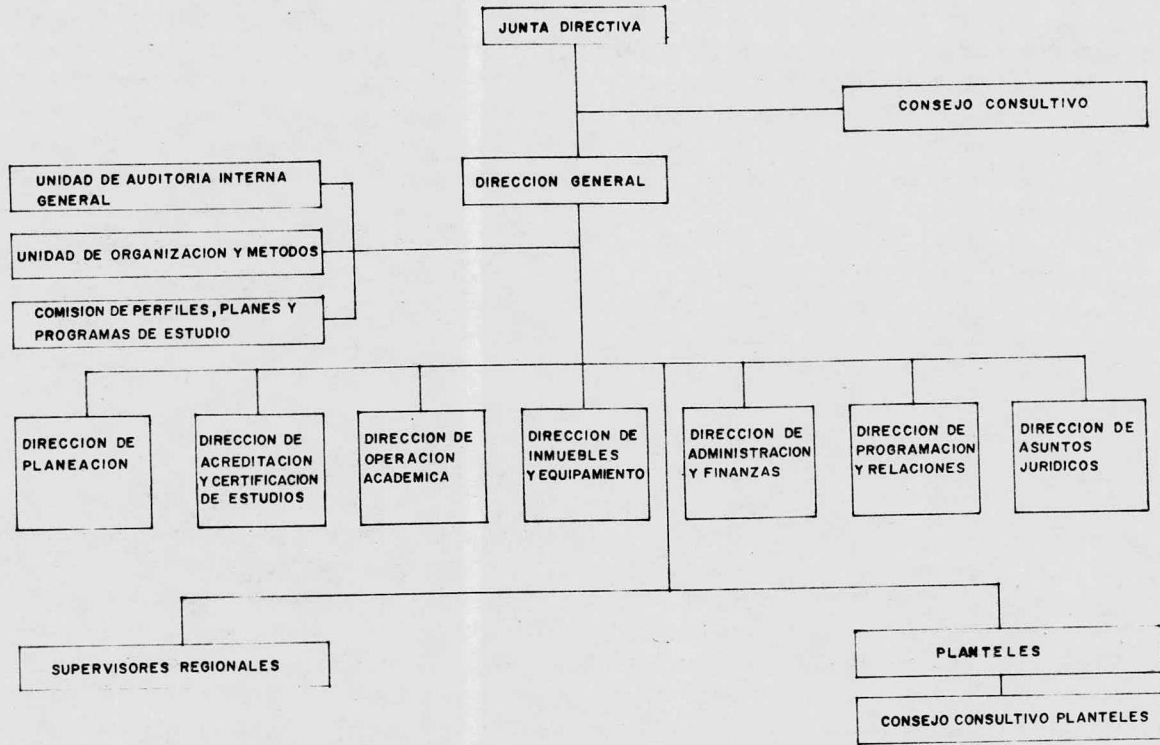 JUNTA DIRECTIVA
CONSEJO CONSULTIVO
UNIDAD DE AUDITORIA INTERNA
GENERAL
DIRECCION GENERAL
UNIDAD DE ORGANIZACION Y METODOS
COMISION DE PERFILES, PLANES Y
PROGRAMAS DE ESTUDIO
DIRECCION DE
PLANEACION
DIRECCION DE
ACREDITACION
Y CERTIFICACION
DE ESTUDIOS
DIRECCION DE
OPERACION
ACADEMICA
DIRECCION DE
INMUEBLES
Y EQUIPAMIENTO
DIRECCION DE
ADMINISTRACION
Y FINANZAS
DIRECCION DE
PROGRAMACION
Y RELACIONES
DIRECCION DE
ASUNTOS
JURIDICOS
SUPERVISORES REGIONALES
PLANTELES
CONSEJO CONSULTIVO PLANTELES